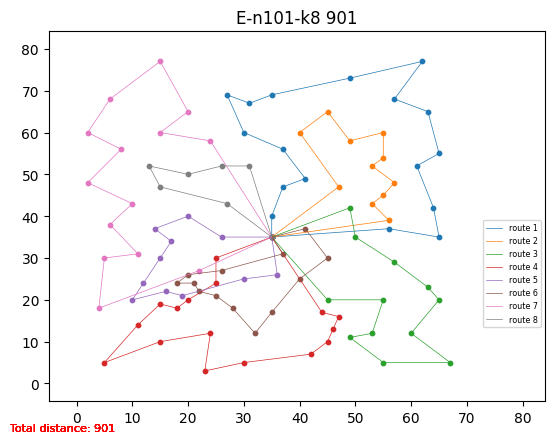 E-n101-k8 901
80
70
60
50
40
30
20
10
0
0 10 20 30 40 50 60 70 80
route 1
route 2
route 3
route 4
route 5
route 6
route 7
route 8
Total distance: 901